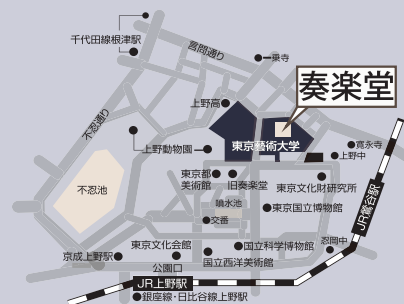 千代田線根津駅
言問通り
一乗寺
奏楽堂
上野高
不忍通り
東京藝術大学
上野動物園
寛永寺
上野中
東京都
美術館
旧奏楽堂
東京文化財研究所
不忍池
噴水池
東京国立博物館
交番
JR鶯谷駅
東京文化会館
国立科学博物館
忍岡中
京成上野駅
公園口
国立西洋美術館
JR上野駅
銀座線・日比谷線上野駅